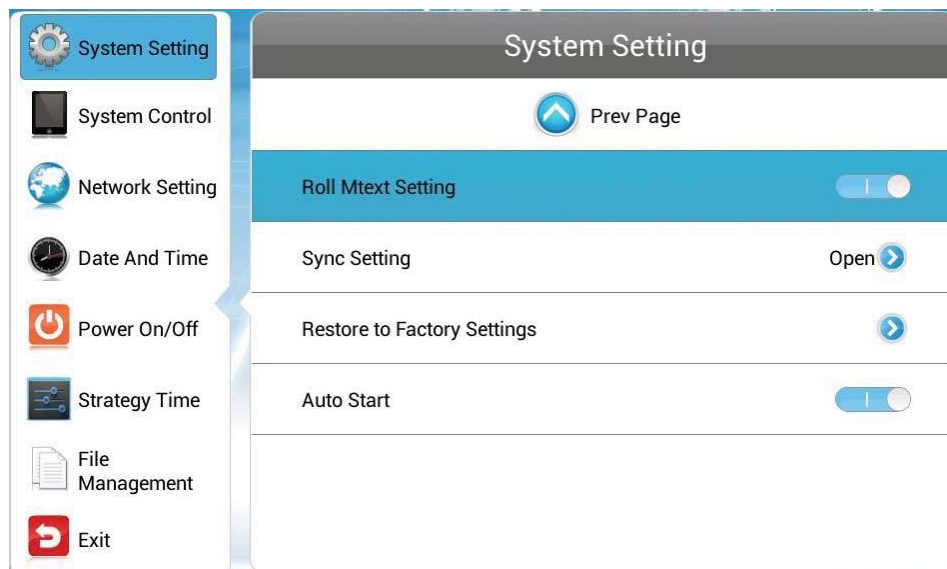 System Setting
System Control
Network Setting
Date And Time
Power On/Off
Strategy Time
File
Management
Exit
System Setting
Prev Page
Roll Mtext Setting
Sync Setting Open
Restore to Factory Settings
Auto Start